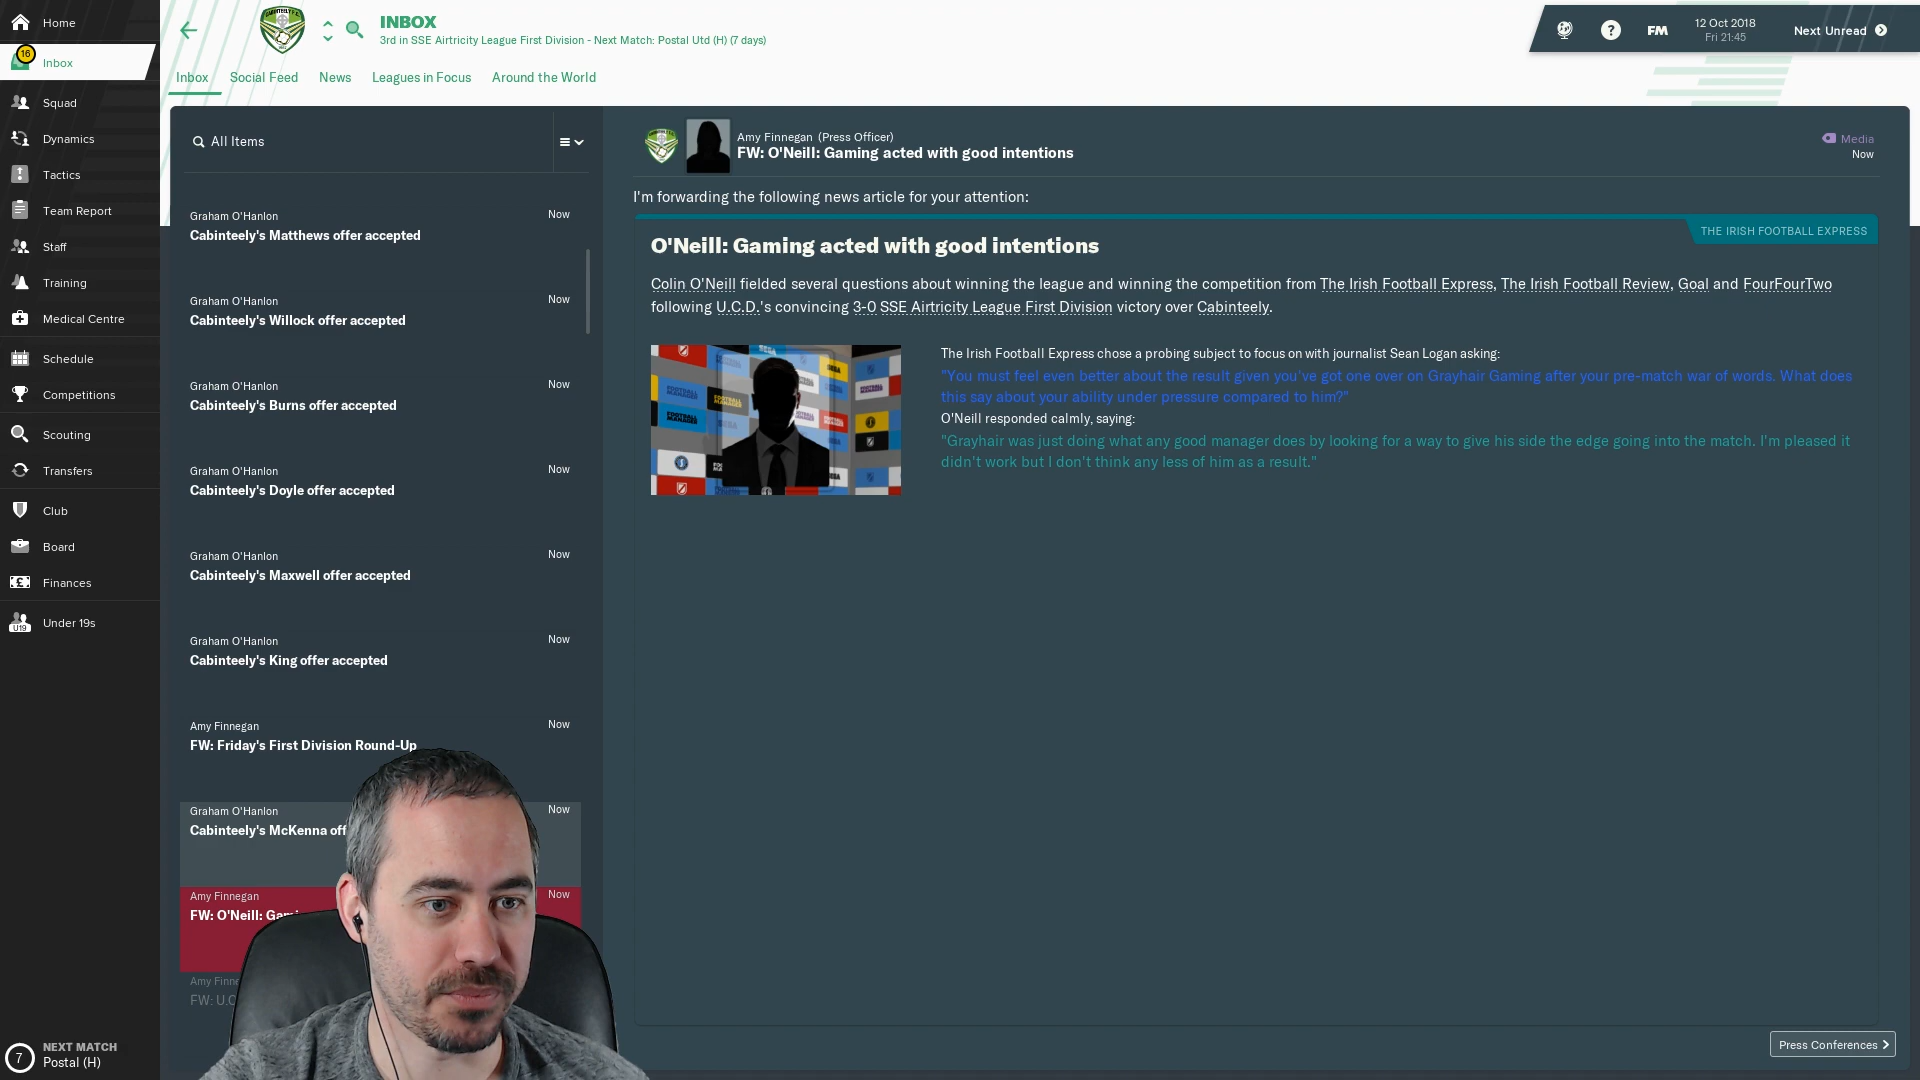 Home
16
Inbox
Squad
Dynamics
Tactics
Team Report
Staff
Training
Medical Centre
Schedule
Competitions
Scouting
Transfers
Club
Board
Finances
U19
Under 19s
7
NEXT MATCH
Postal (H)
INBOX
3rd in SSE Airtricity League First Division - Next Match: Postal Utd (H) (7 days)
?
FM
12 Oct 2018
Fri 21:45
Next Unread
Inbox
Social Feed
News
Leagues in Focus
Around the World
All Items
Graham O'Hanlon
Now
Cabinteely's Matthews offer accepted
Graham O'Hanlon
Now
Cabinteely's Willock offer accepted
Graham O'Hanlon
Now
Cabinteely's Burns offer accepted
Graham O'Hanlon
Now
Cabinteely's Doyle offer accepted
Graham O'Hanlon
Now
Cabinteely's Maxwell offer accepted
Graham O'Hanlon
Now
Cabinteely's King offer accepted
Amy Finnegan
Now
FW: Friday's First Division Round-Up
Graham O'Hanlon
Now
Cabinteely's McKenna off
Amy Finnegan
Now
FW: O'Neill: Gami
Amy Finne
FW: U.C
Amy Finnegan (Press Officer)
FW: O'Neill: Gaming acted with good intentions
Media
Now
I'm forwarding the following news article for your attention:
THE IRISH FOOTBALL EXPRESS
O'Neill: Gaming acted with good intentions
Colin O'Neill fielded several questions about winning the league and winning the competition from The Irish Football Express, The Irish Football Review, Goal and FourFourTwo
following U.C.D.'s convincing 3-0 SSE Airtricity League First Division victory over Cabinteely.
The Irish Football Express chose a probing subject to focus on with journalist Sean Logan asking:
"You must feel even better about the result given you've got one over on Grayhair Gaming after your pre-match war of words. What does
this say about your ability under pressure compared to him?"
O'Neill responded calmly, saying:
"Grayhair was just doing what any good manager does by looking for a way to give his side the edge going into the match. I'm pleased it
didn't work but I don't think any less of him as a result."
Press Conferences